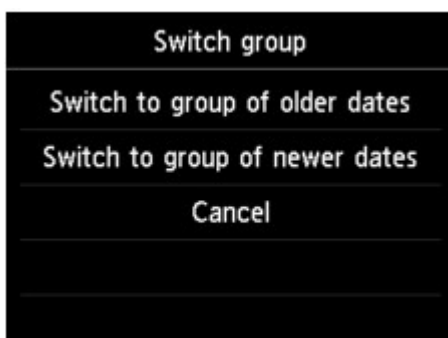 Switch group
Switch to group of older dates
Switch to group of newer dates
Cancel